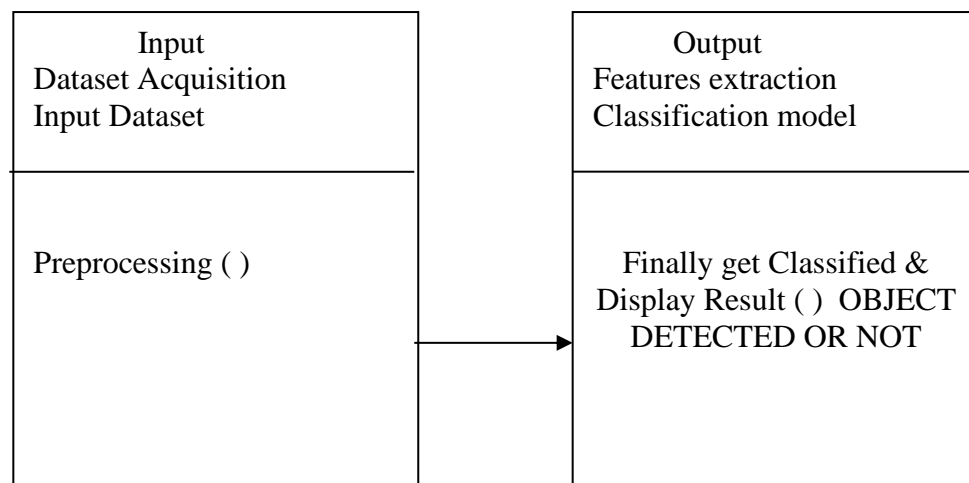 Input
Dataset Acquisition
Input Dataset
Preprocessing ( )
Output
Features extraction
Classification model
Finally get Classified &
Display Result ( ) OBJECT
DETECTED OR NOT